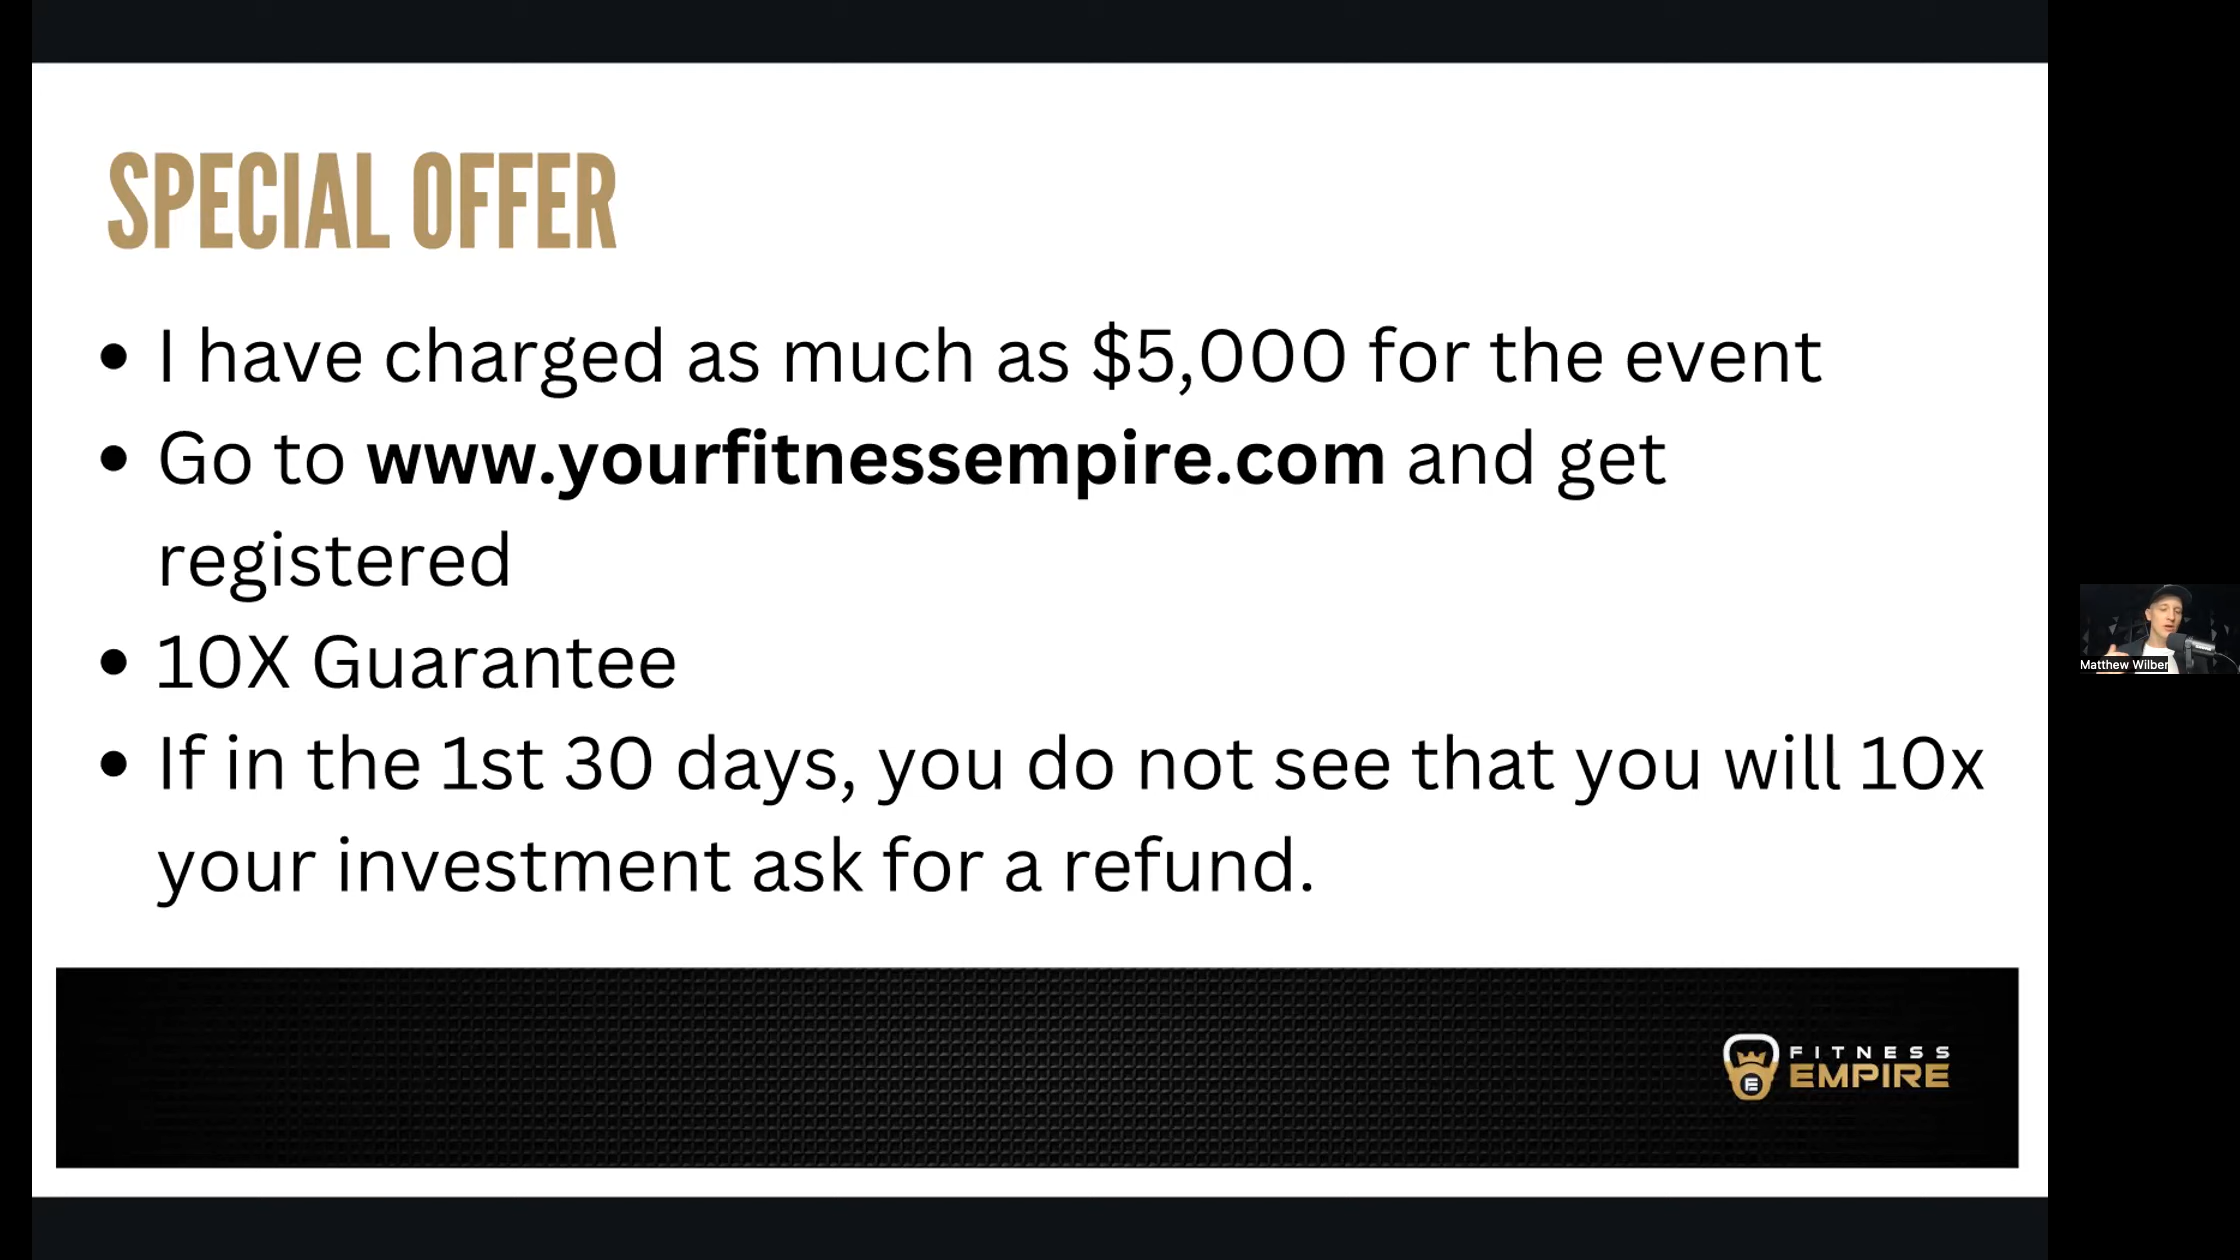 SPECIAL OFFER
• I have charged as much as $5,000 for the event
• Go to www.yourfitnessempire.com and get
registered
• 10X Guarantee
• If in the 1st 30 days, you do not see that you will 10x
your investment ask for a refund.
Matthew Wilber
FITNESS
EMPIRE